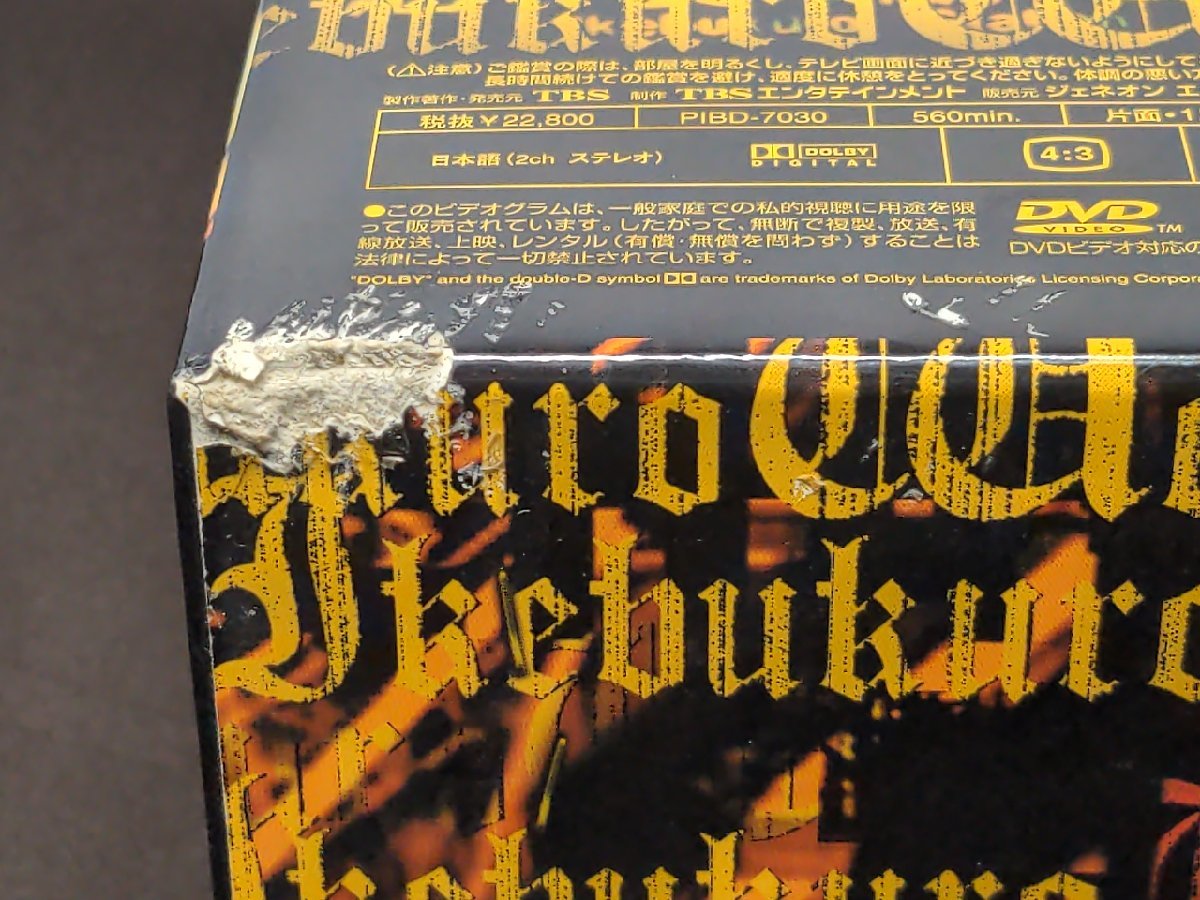 (⚠注意)ご鑑賞の際は、部屋を明るくし、テレビ画面に近づき過ぎないようにして
長時間続けての鑑賞を避け、適度に休憩をとってください。体調の悪い
製作著作・発売元 TBS 制作 TBSエンタテインメント 販売元 ジェネオン エ
税抜¥22,800 PIBD-7030 560min. 片面・1
日本語(2ch ステレオ) DOLBY DIGITAL 4:3
●このビデオグラムは、一般家庭での私的視聴に用途を限
って販売されています。したがって、無断で複製、放送、有
線放送、上映、レンタル(有償・無償を問わず)することは
法律によって一切禁止されています。
DVD VIDEO TM
DVDビデオ対応の
"DOLBY" and the double-D symbol are trademarks of Dolby Laboratories Licensing Corpor
uro W
Ikebukuro